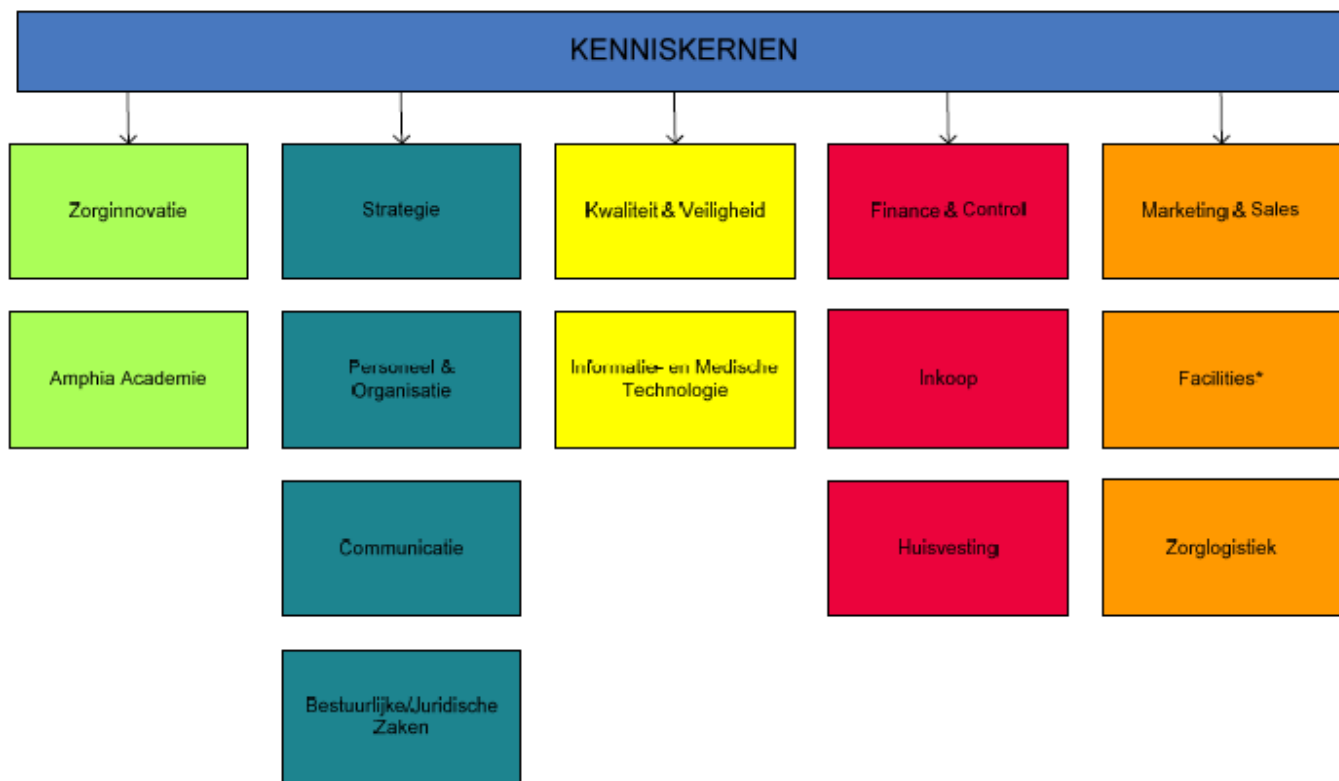 KENNISKERNEN
Zorginnovatie
Strategie
Kwaliteit & Veiligheid
Finance & Control
Marketing & Sales
Amphia Academie
Personeel &
Organisatie
Informatie- en Medische
Technologie
Inkoop
Facilities*
Communicatie
Huisvesting
Zorglogistiek
Bestuurlijke/Juridische
Zaken